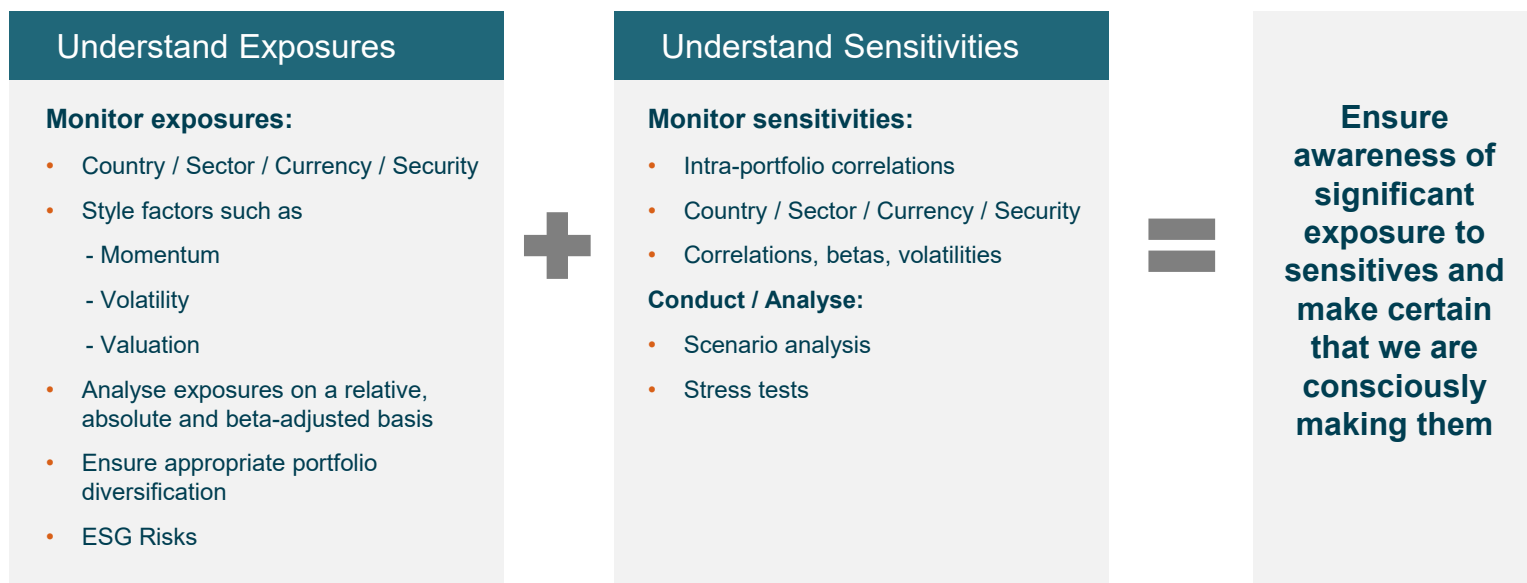 Understand Exposures
Monitor exposures:
• Country / Sector / Currency / Security
• Style factors such as
- Momentum
- Volatility
- Valuation
• Analyse exposures on a relative,
absolute and beta-adjusted basis
• Ensure appropriate portfolio
diversification
• ESG Risks
Understand Sensitivities
Monitor sensitivities:
• Intra-portfolio correlations
• Country / Sector / Currency / Security
• Correlations, betas, volatilities
Conduct / Analyse:
• Scenario analysis
• Stress tests
Ensure
awareness of
significant
exposure to
sensitives and
make certain
that we are
consciously
making them